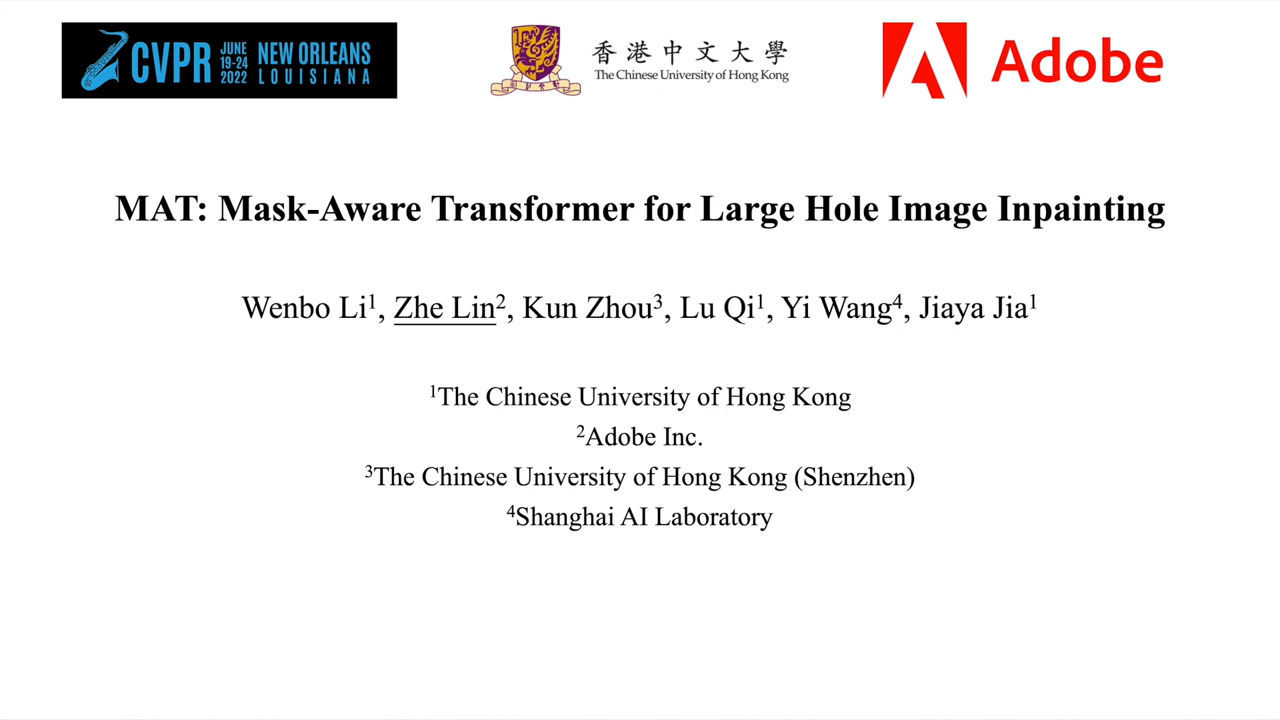 CVPR JUNE 19-24 2022 NEW ORLEANS LOUISIANA
香港中文大學
The Chinese University of Hong Kong
Adobe
MAT: Mask-Aware Transformer for Large Hole Image Inpainting
Wenbo Li¹, Zhe Lin², Kun Zhou³, Lu Qi¹, Yi Wang⁴, Jiaya Jia¹
¹The Chinese University of Hong Kong
²Adobe Inc.
³The Chinese University of Hong Kong (Shenzhen)
⁴Shanghai AI Laboratory